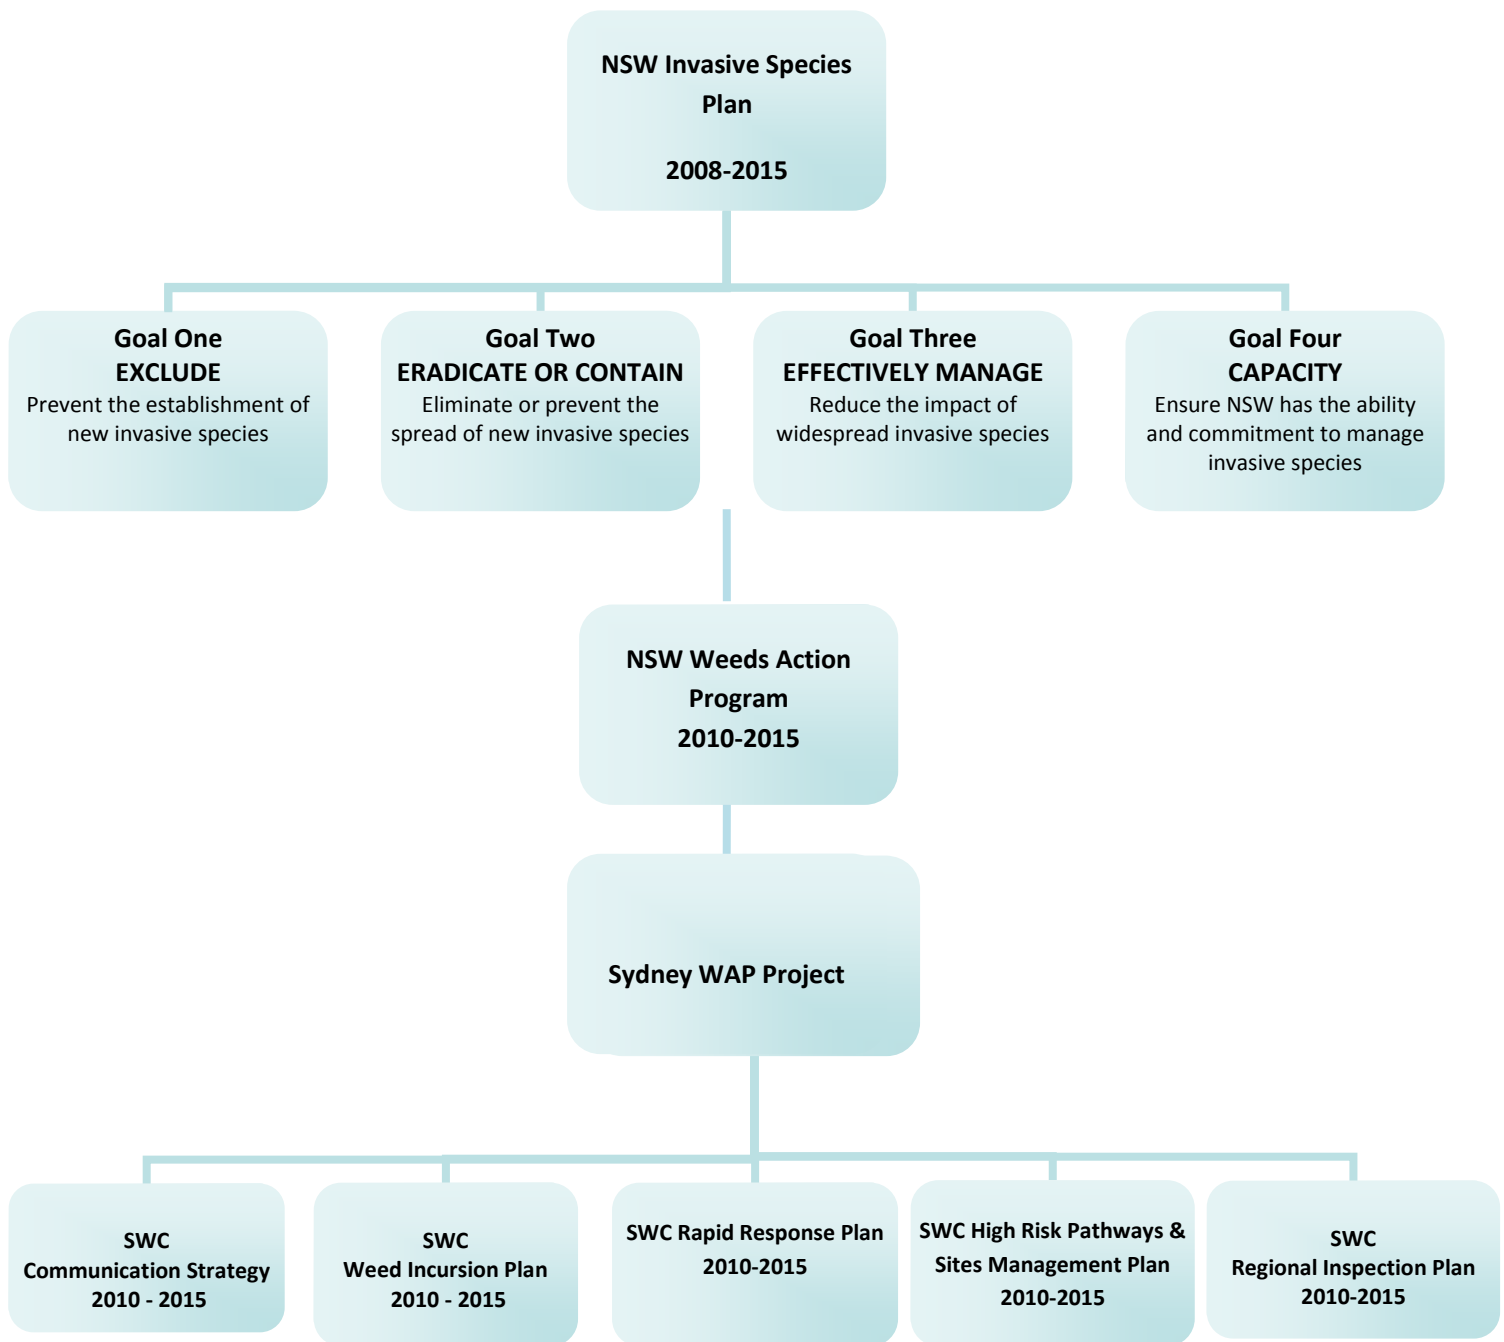 NSW Invasive Species
Plan
2008-2015
Goal One
EXCLUDE
Prevent the establishment of
new invasive species
Goal Two
ERADICATE OR CONTAIN
Eliminate or prevent the
spread of new invasive species
Goal Three
EFFECTIVELY MANAGE
Reduce the impact of
widespread invasive species
Goal Four
CAPACITY
Ensure NSW has the ability
and commitment to manage
invasive species
NSW Weeds Action
Program
2010-2015
Sydney WAP Project
SWC
Communication Strategy
2010 - 2015
SWC
Weed Incursion Plan
2010 - 2015
SWC Rapid Response Plan
2010-2015
SWC High Risk Pathways &
Sites Management Plan
2010-2015
SWC
Regional Inspection Plan
2010-2015